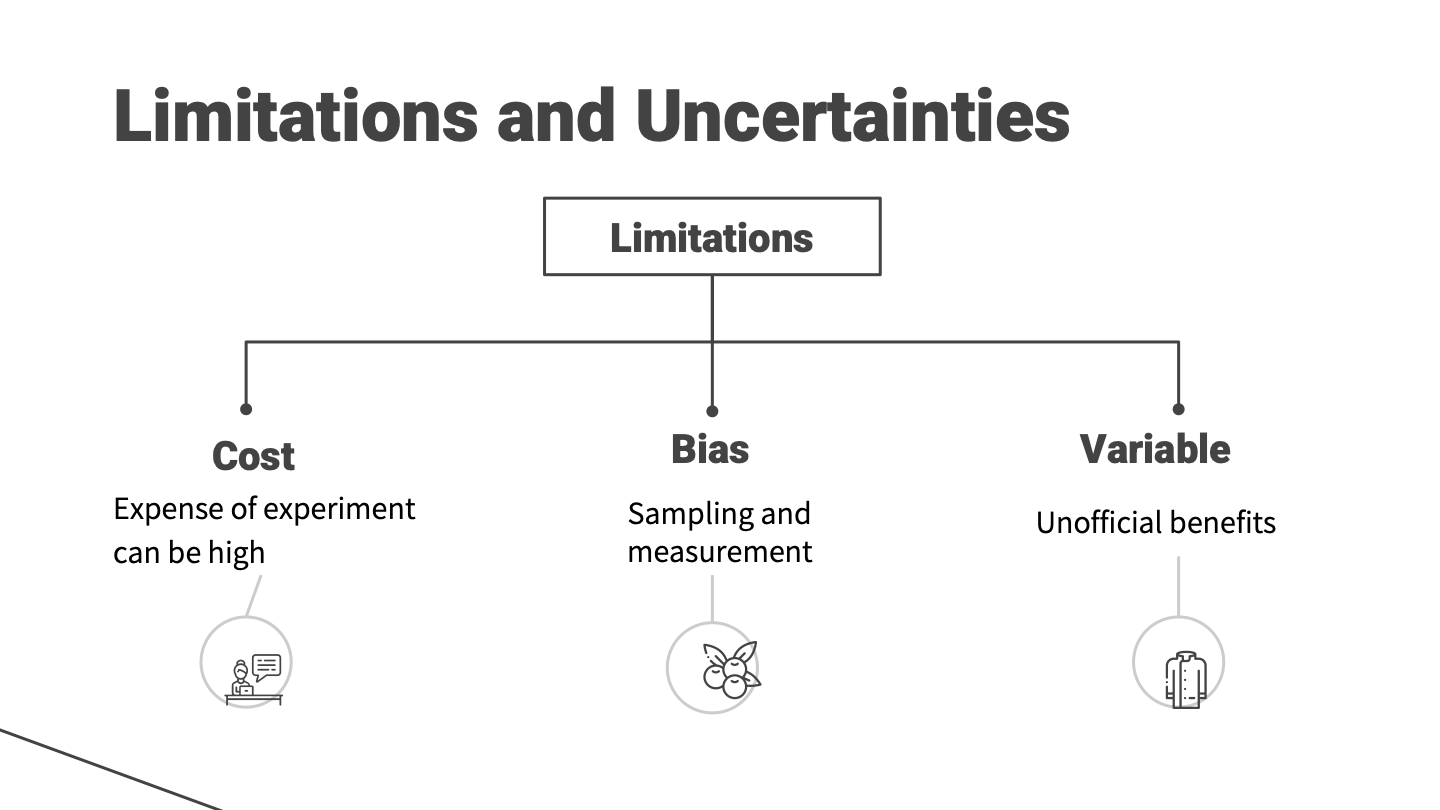 Limitations and Uncertainties
Limitations
Cost
Expense of experiment
can be high
Bias
Sampling and
measurement
Variable
Unofficial benefits